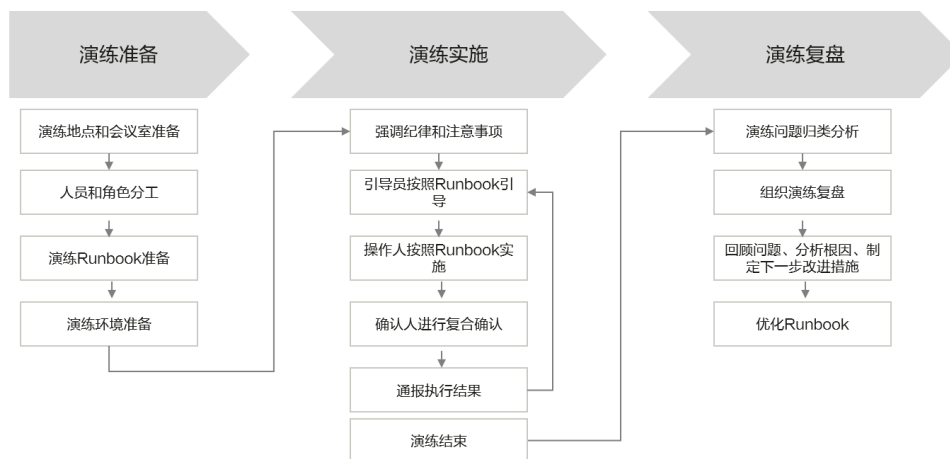 演练准备
演练地点和会议室准备
人员和角色分工
演练Runbook准备
演练环境准备
演练实施
强调纪律和注意事项
引导员按照Runbook引
导
操作人按照Runbook实
施
确认人进行复合确认
通报执行结果
演练结束
演练复盘
演练问题归类分析
组织演练复盘
回顾问题、分析根因、制
定下一步改进措施
优化Runbook